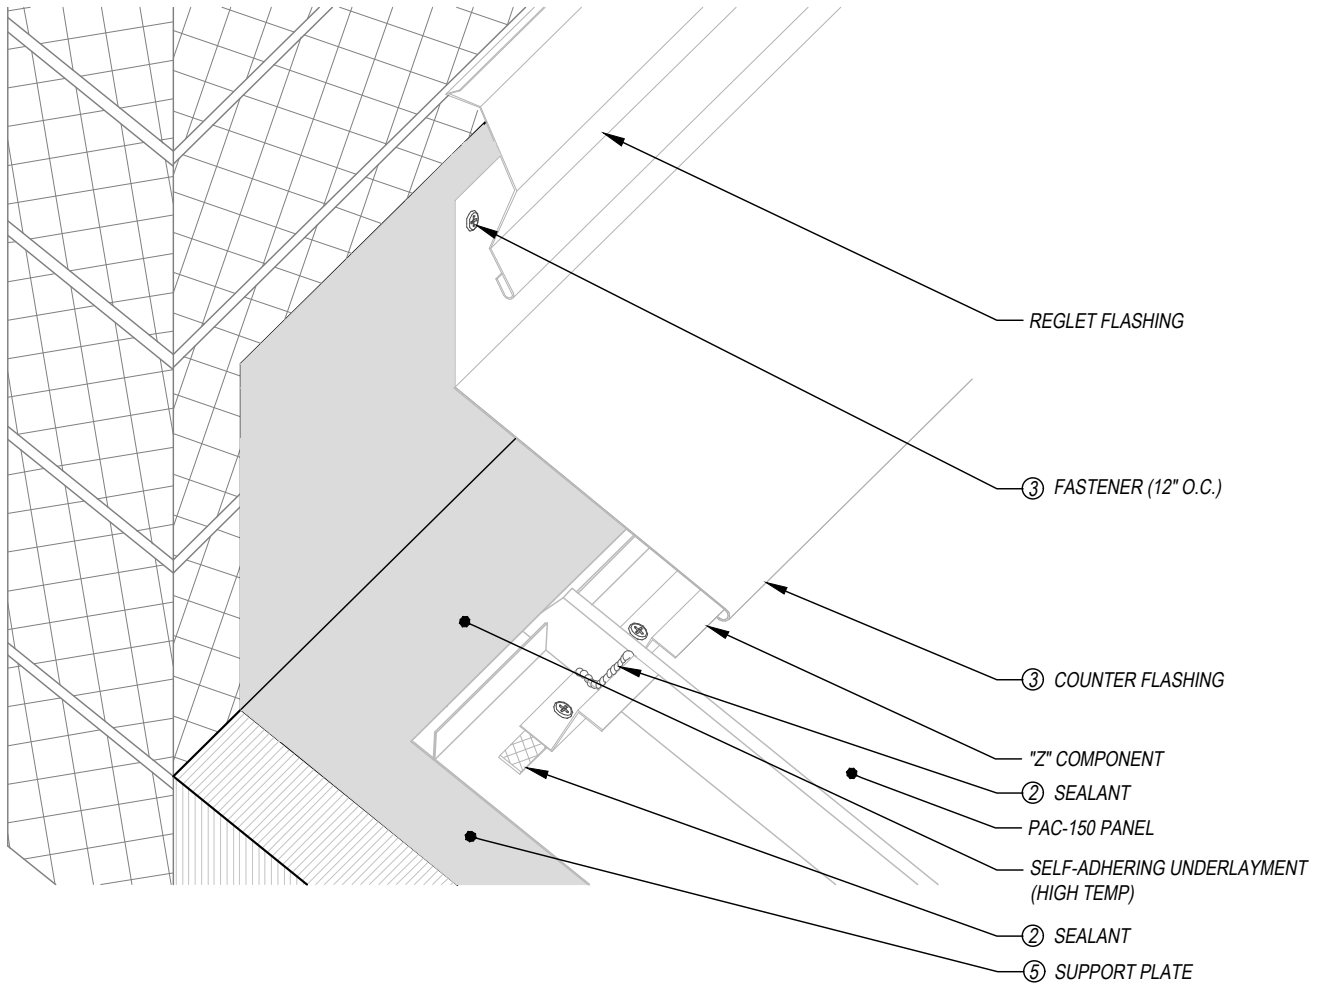 REGLET FLASHING
3 FASTENER (12" O.C.)
3 COUNTER FLASHING
"Z" COMPONENT
2 SEALANT
PAC-150 PANEL
SELF-ADHERING UNDERLAYMENT
(HIGH TEMP)
2 SEALANT
5 SUPPORT PLATE